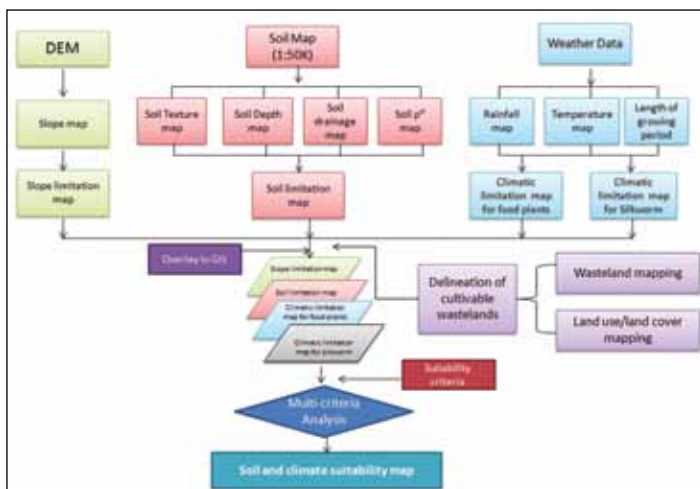 DEM
Soil Map
(1:50K)
Weather Data
Slope map
Soil Texture
map
Soil Depth
map
Soil
drainage
map
Soil pᴴ
map
Rainfall
map
Temperature
map
Length of
growing
period
Slope limitation
map
Soil limitation
map
Climatic
limitation map
for food plants
Climatic
limitation map
for Silkworm
Overlay in GIS
Slope limitation map
Soil limitation map
Climatic limitation
map for food plants
Climatic limitation
map for silkworm
Delineation of
cultivable
wastelands
Wasteland mapping
Land use/land cover
mapping
Suitability
criteria
Multi-criteria
Analysis
Soil and climate suitability map